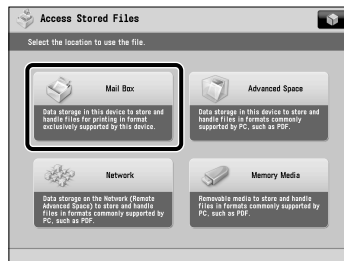 Access Stored Files
Select the location to use the file.
Mail Box
Data storage in this device to store and
handle files for printing in format
exclusively supported by this device.
Advanced Space
Data storage in this device to store and
handle files in formats commonly
supported by PC, such as PDF.
Network
Data storage on the Network (Remote
Advanced Space) to store and handle
files in formats commonly supported by
PC, such as PDF.
Memory Media
Removable media to store and handle
files in formats commonly supported by
PC, such as PDF.